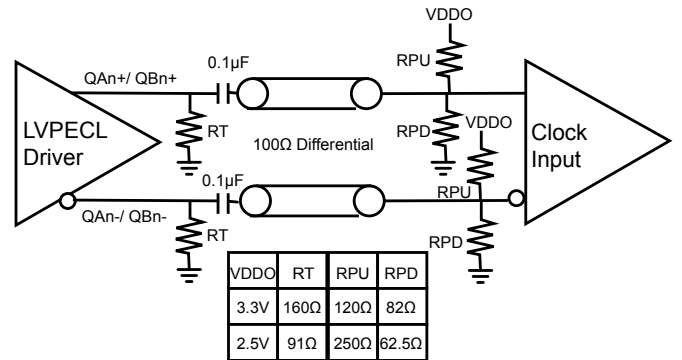 VDDO
0.1µF
RPU
QAn+/ QBn+
LVPECL
Driver
RT
RPD
VDDO
100Ω Differential
Clock
Input
0.1µF
RPU
QAn-/ QBn-
RT
RPD
VDDO RT RPU RPD
3.3V 160Ω 120Ω 82Ω
2.5V 91Ω 250Ω 62.5Ω